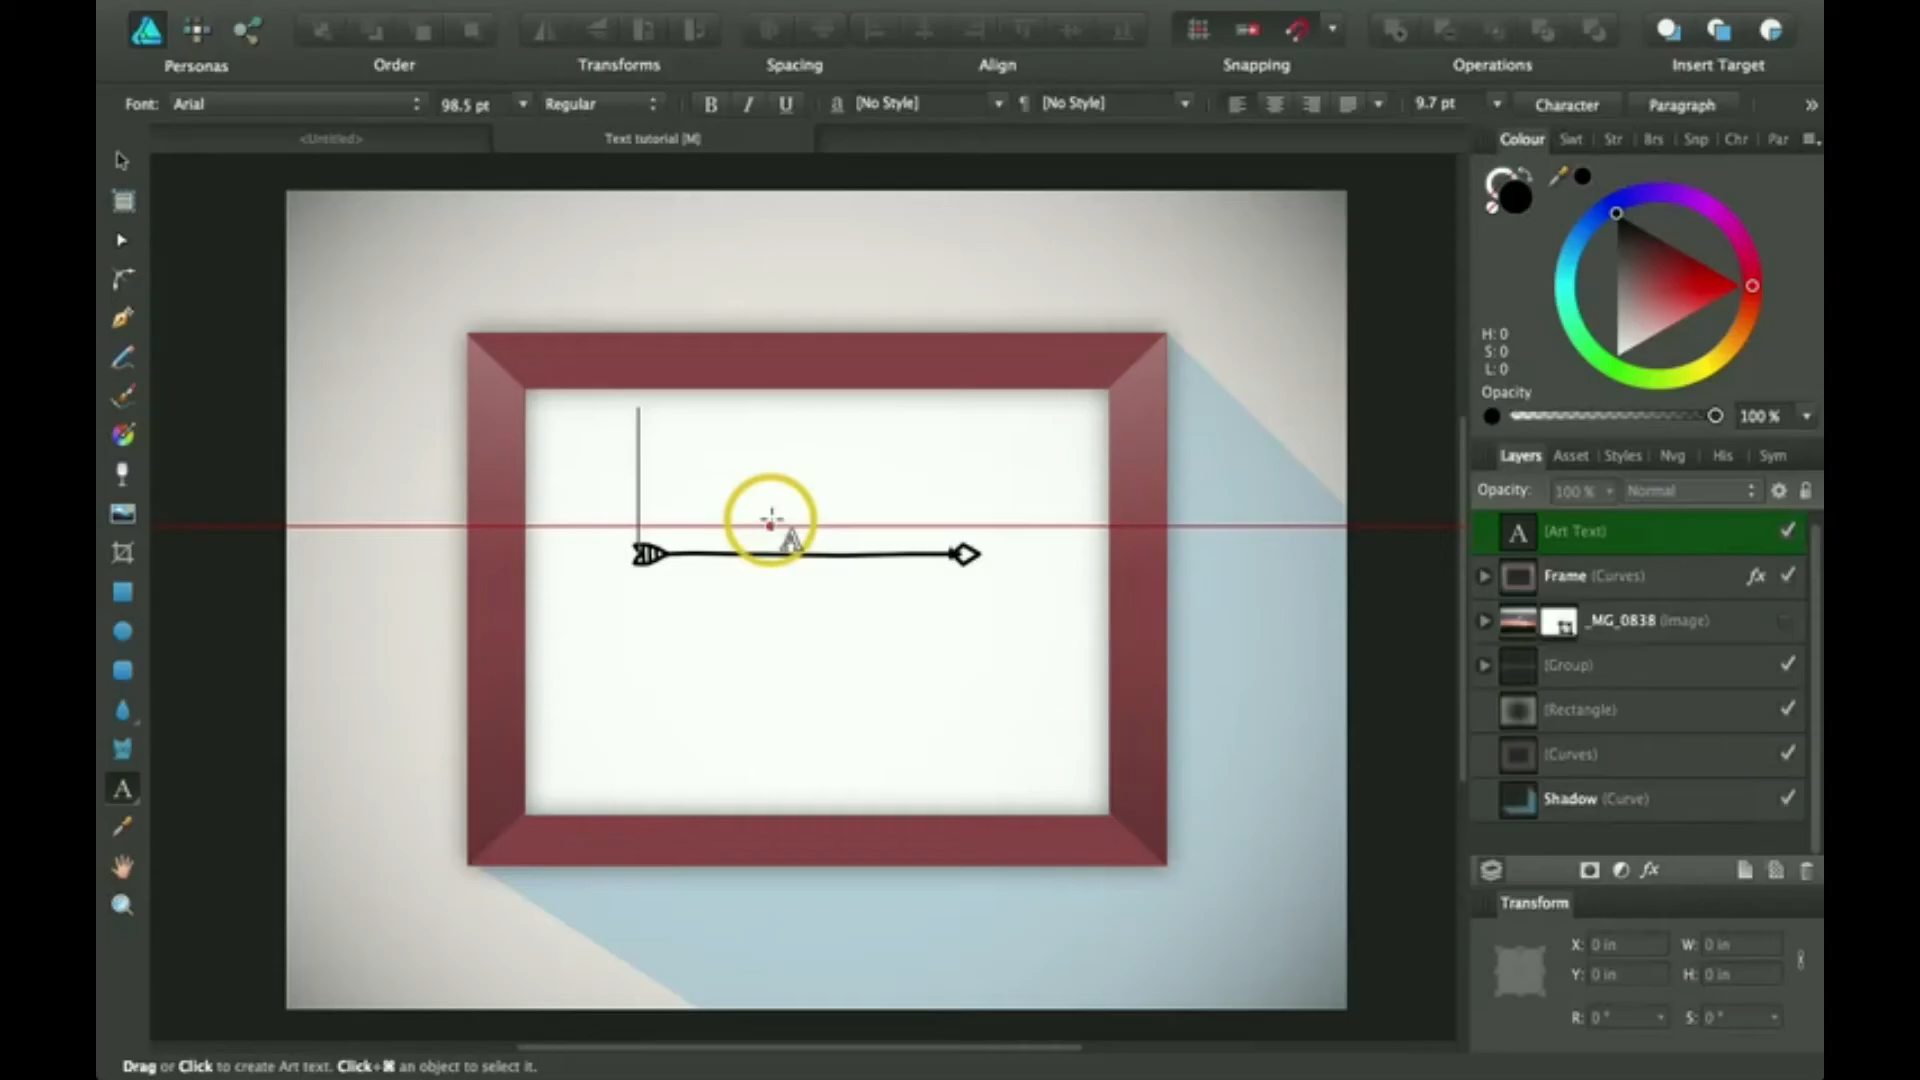 Personas Order Transforms Spacing Align Snapping Operations Insert Target
Font: Arial 98.5 pt Regular B I U a [No Style] ¶ [No Style] 9.7 pt Character Paragraph »
<Untitled> Text tutorial [M]
Colour Swt Str Brs Snp Chr Par
H: 0
S: 0
L: 0
Opacity
100 %
Layers Asset Styles Nvg His Sym
Opacity: 100 % Normal
A (Art Text)
Frame (Curves) fx
_MG_0838 (Image)
(Group)
(Rectangle)
(Curves)
Shadow (Curve)
fx
Transform
X: 0 in W: 0 in
Y: 0 in H: 0 in
R: 0 ° S: 0 °
A
Drag or Click to create Art text. Click+⌘ an object to select it.